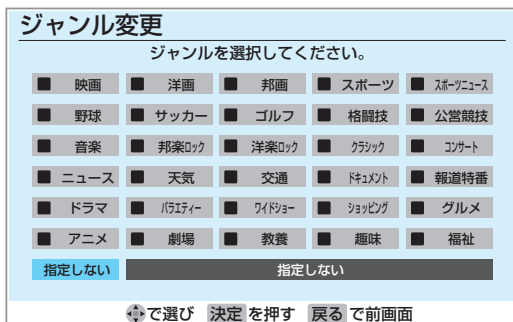 ジャンル変更
ジャンルを選択してください。
映画 洋画 邦画 スポーツ スポーツニュース
野球 サッカー ゴルフ 格闘技 公営競技
音楽 邦楽ロック 洋楽ロック クラシック コンサート
ニュース 天気 交通 ドキュメント 報道特番
ドラマ バラエティー ワイドショー ショッピング グルメ
アニメ 劇場 教養 趣味 福祉
指定しない 指定しない
で選び 決定 を押す 戻る で前画面